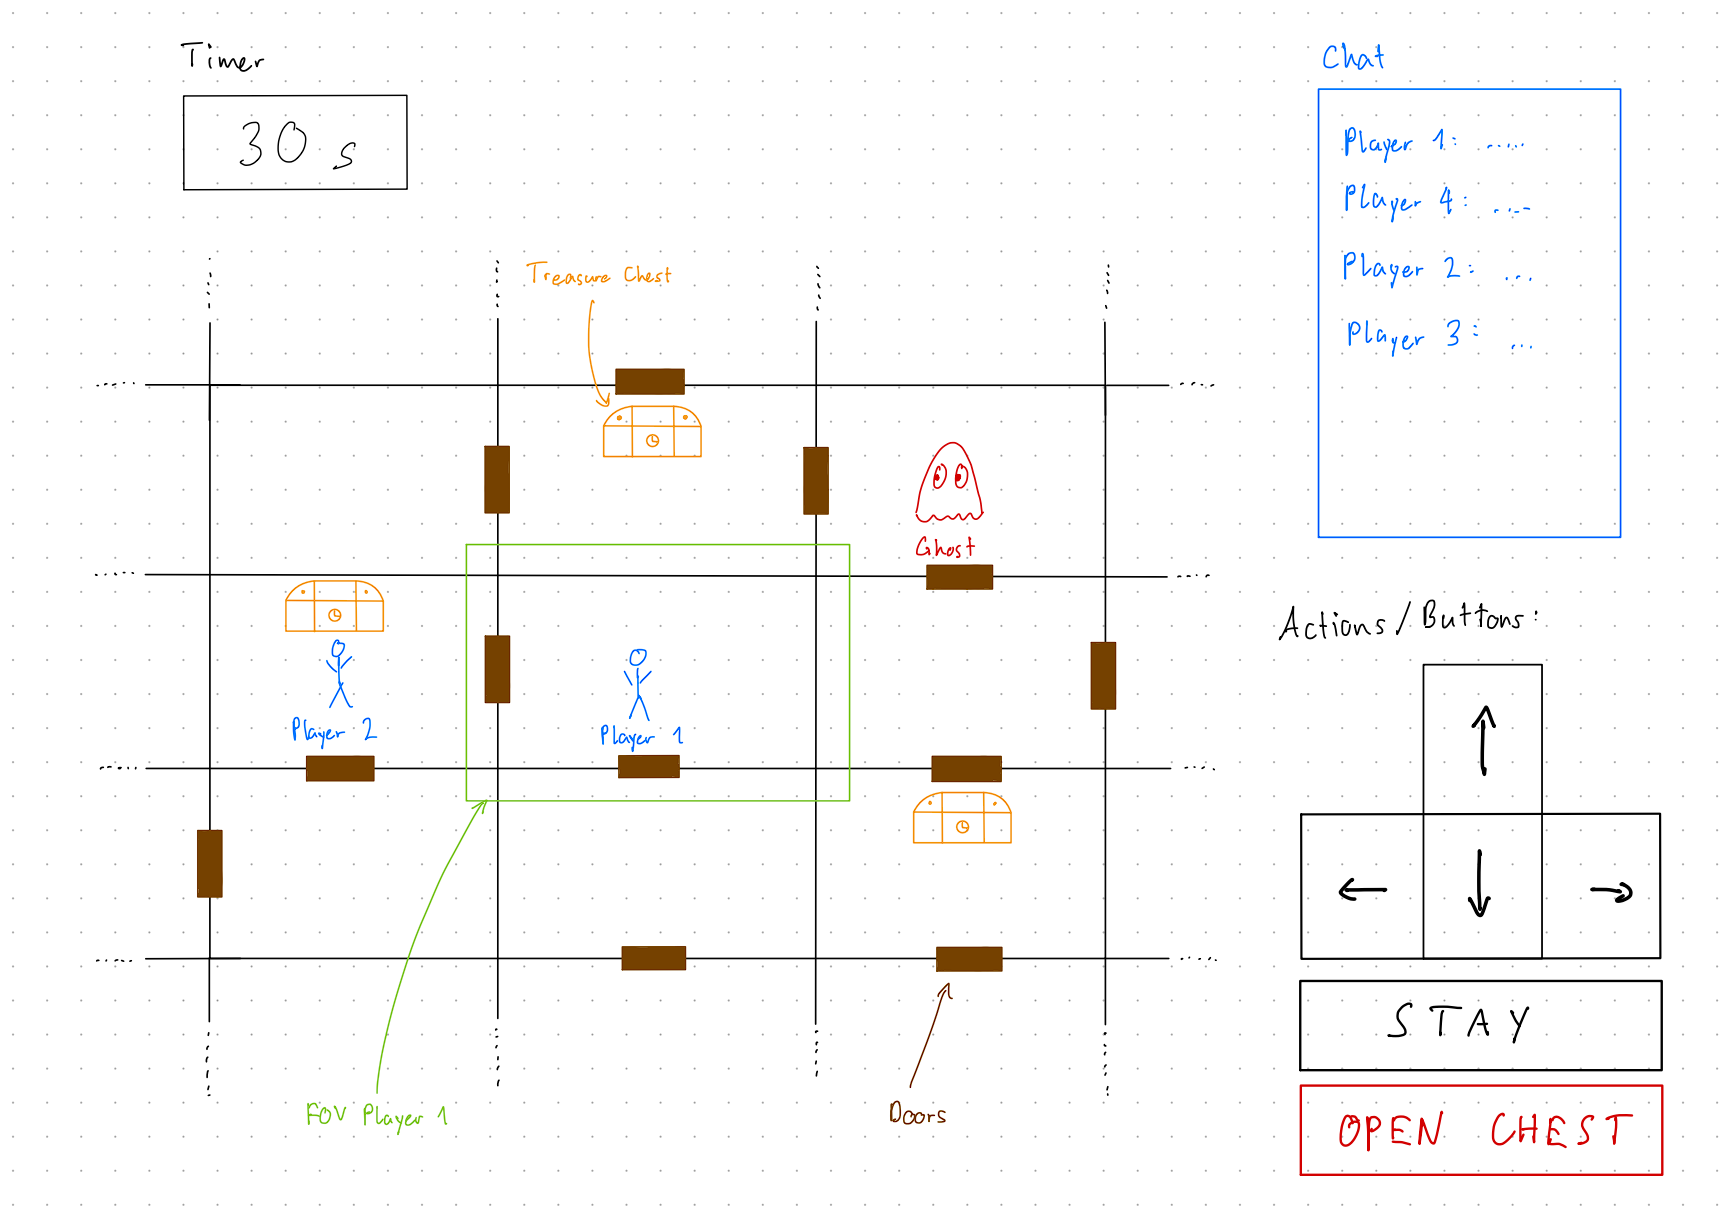 Timer
30 s
Chat
Player 1: .....
Player 4: ....
Player 2: ...
Player 3: ...
Treasure Chest
Ghost
Player 2
Player 1
Actions/Buttons:
↑
← ↓ →
STAY
OPEN CHEST
FOV Player 1
Doors